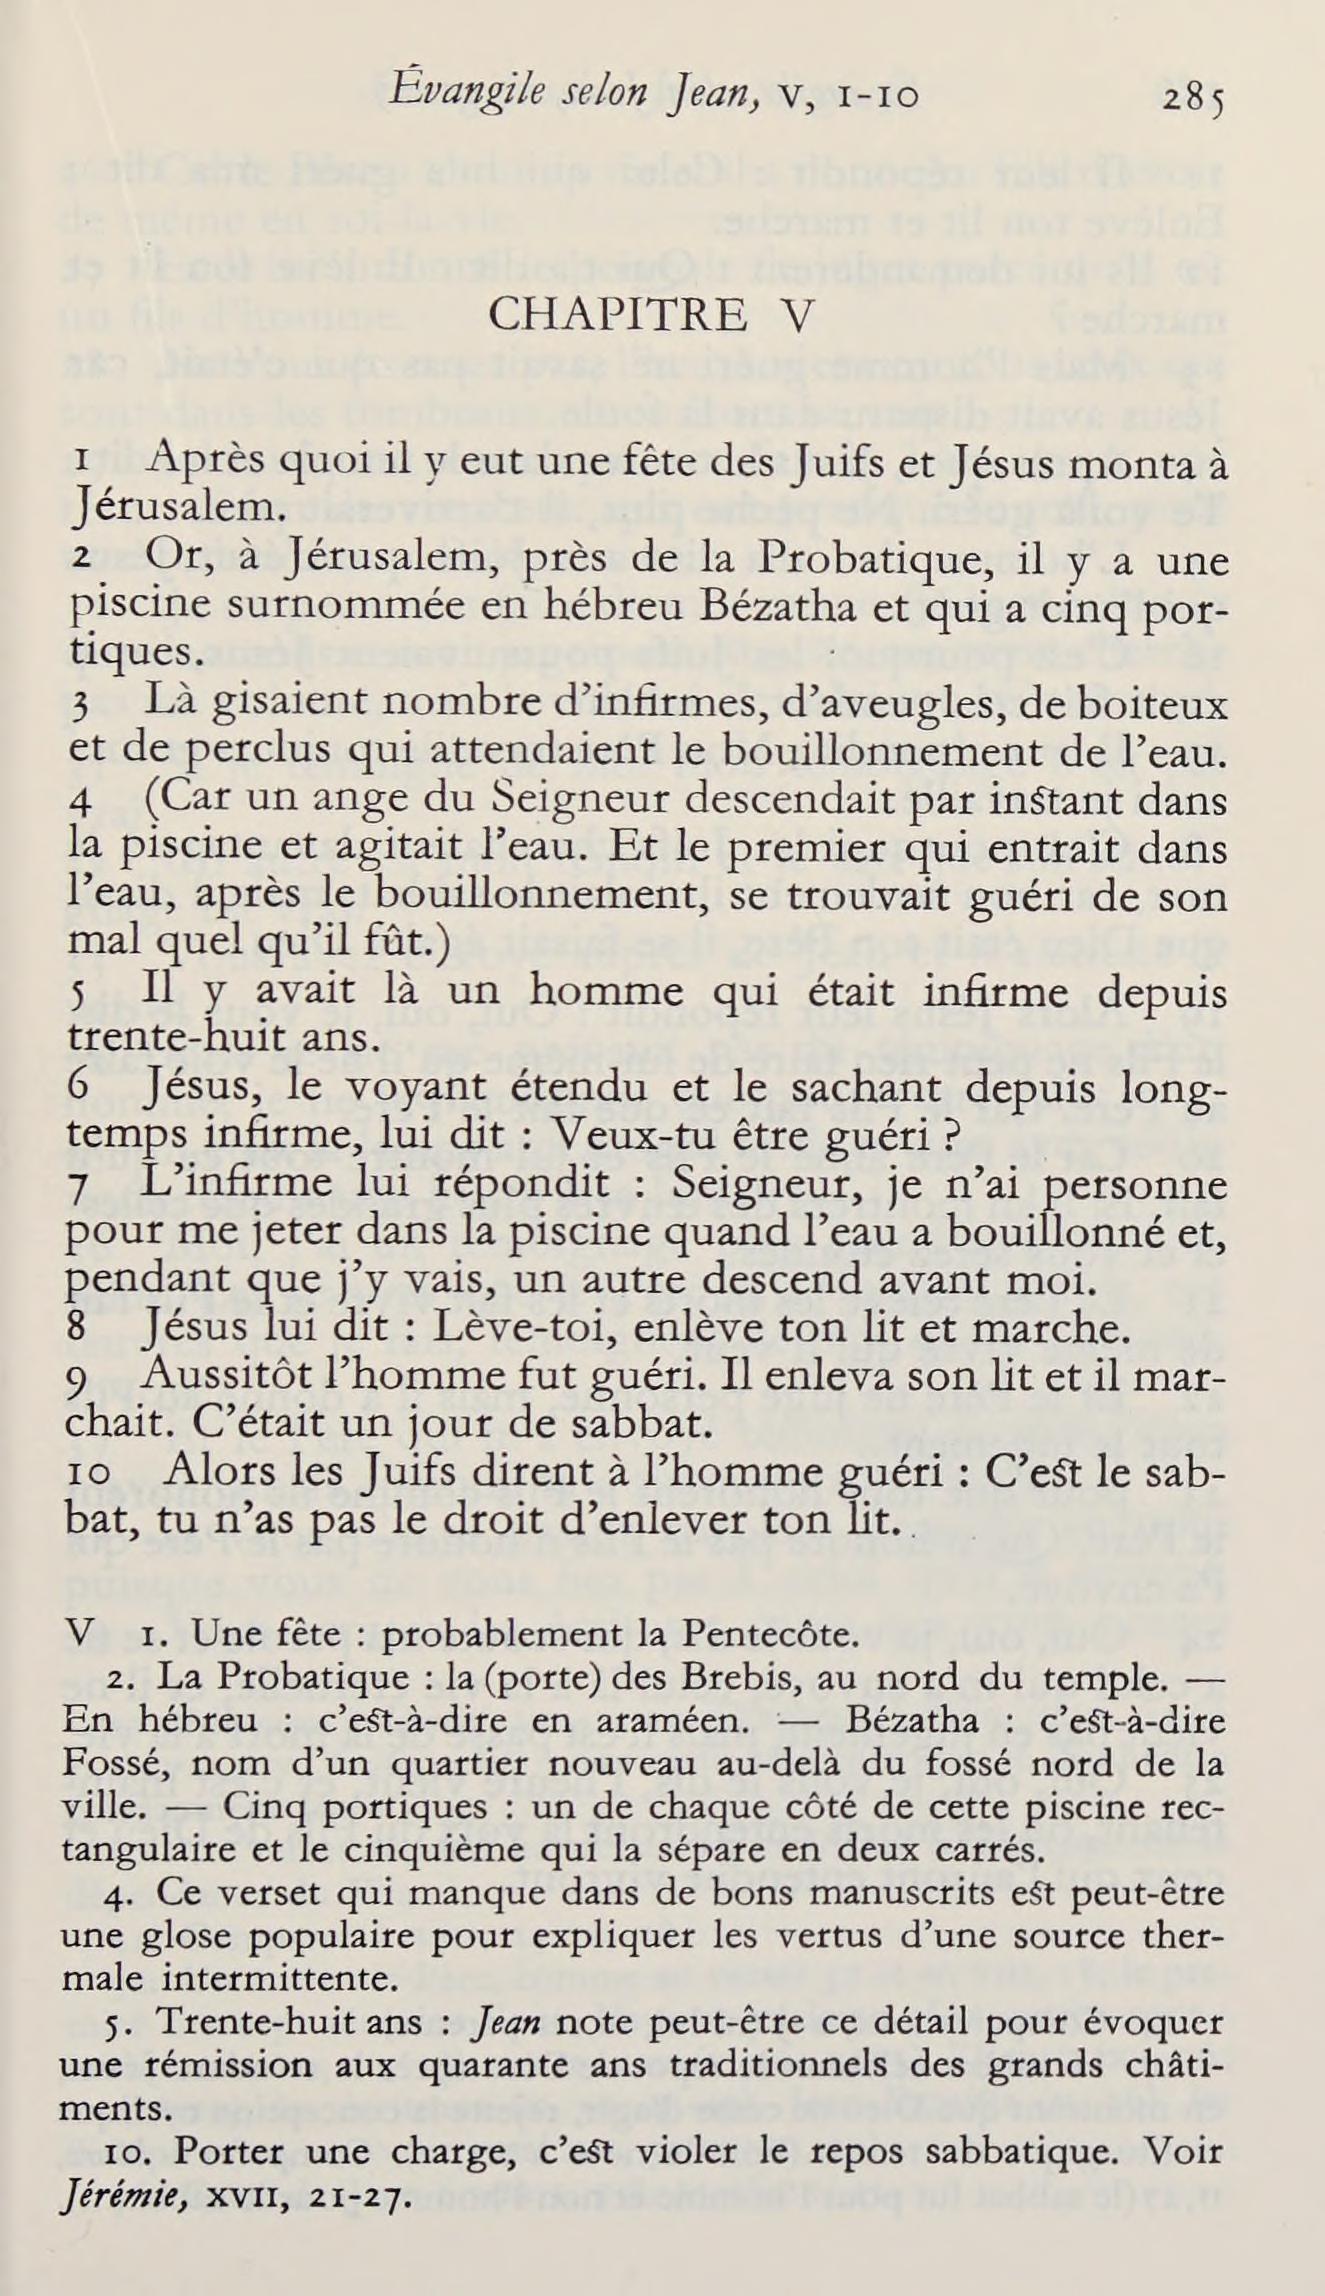 Évangile selon Jean, V, 1-10 285
CHAPITRE V
1 Après quoi il y eut une fête des Juifs et Jésus monta à
Jérusalem.
2 Or, à Jérusalem, près de la Probatique, il y a une
piscine surnommée en hébreu Bézatha et qui a cinq por-
tiques.
3 Là gisaient nombre d’infirmes, d’aveugles, de boiteux
et de perclus qui attendaient le bouillonnement de l’eau.
4 (Car un ange du Seigneur descendait par instant dans
la piscine et agitait l’eau. Et le premier qui entrait dans
l’eau, après le bouillonnement, se trouvait guéri de son
mal quel qu’il fût.)
5 Il y avait là un homme qui était infirme depuis
trente-huit ans.
6 Jésus, le voyant étendu et le sachant depuis long-
temps infirme, lui dit : Veux-tu être guéri ?
7 L’infirme lui répondit : Seigneur, je n’ai personne
pour me jeter dans la piscine quand l’eau a bouillonné et,
pendant que j’y vais, un autre descend avant moi.
8 Jésus lui dit : Lève-toi, enlève ton lit et marche.
9 Aussitôt l’homme fut guéri. Il enleva son lit et il mar-
chait. C’était un jour de sabbat.
10 Alors les Juifs dirent à l’homme guéri : C’est le sab-
bat, tu n’as pas le droit d’enlever ton lit.
V 1. Une fête : probablement la Pentecôte.
2. La Probatique : la (porte) des Brebis, au nord du temple. —
En hébreu : c’est-à-dire en araméen. — Bézatha : c’est-à-dire
Fossé, nom d’un quartier nouveau au-delà du fossé nord de la
ville. — Cinq portiques : un de chaque côté de cette piscine rec-
tangulaire et le cinquième qui la sépare en deux carrés.
4. Ce verset qui manque dans de bons manuscrits est peut-être
une glose populaire pour expliquer les vertus d’une source ther-
male intermittente.
5. Trente-huit ans : Jean note peut-être ce détail pour évoquer
une rémission aux quarante ans traditionnels des grands châti-
ments.
10. Porter une charge, c’est violer le repos sabbatique. Voir
Jérémie, XVII, 21-27.